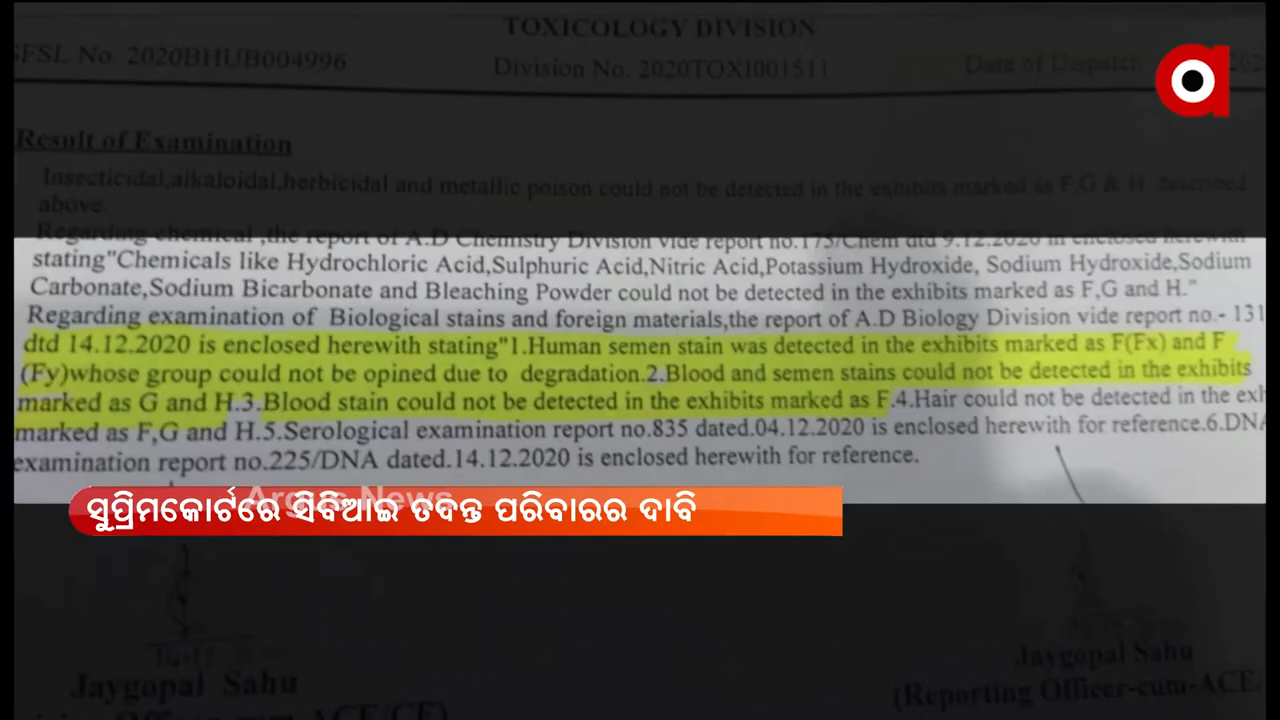 TOXICOLOGY DIVISION
SFSL No. 2020BHUB004996 Division No. 2020TOXI001511 Date of Dispatch
Result of Examination
Insecticidal,alkaloidal,herbicidal and metallic poison could not be detected in the exhibits marked as F,G & H described
above.
Regarding chemical ,the report of A.D Chemistry Division vide report no.175/Chem dtd 9.12.2020 in enclosed herewith
stating"Chemicals like Hydrochloric Acid,Sulphuric Acid,Nitric Acid,Potassium Hydroxide, Sodium Hydroxide,Sodium
Carbonate,Sodium Bicarbonate and Bleaching Powder could not be detected in the exhibits marked as F,G and H."
Regarding examination of Biological stains and foreign materials,the report of A.D Biology Division vide report no.- 131
dtd 14.12.2020 is enclosed herewith stating"1.Human semen stain was detected in the exhibits marked as F(Fx) and F
(Fy)whose group could not be opined due to degradation.2.Blood and semen stains could not be detected in the exhibits
marked as G and H.3.Blood stain could not be detected in the exhibits marked as F.4.Hair could not be detected in the exh
marked as F,G and H.5.Serological examination report no.835 dated.04.12.2020 is enclosed herewith for reference.6.DNA
examination report no.225/DNA dated.14.12.2020 is enclosed herewith for reference.
Argus News
ସୁପ୍ରିମକୋର୍ଟରେ ସିବିଆଇ ତଦନ୍ତ ପରିବାରର ଦାବି
Jaygopal Sahu
Jaygopal Sahu
(Reporting Officer-cum-ACE/